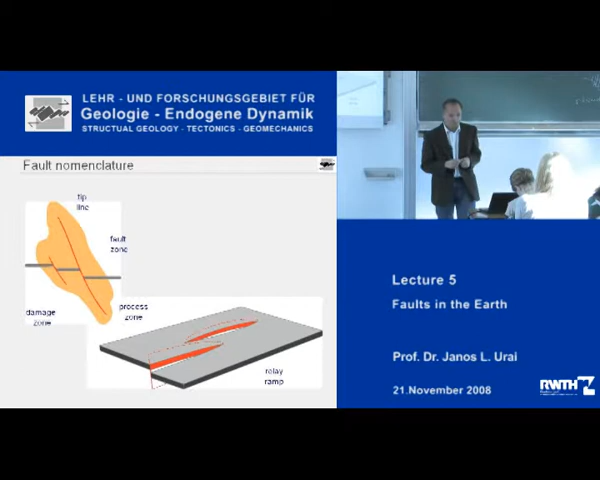 LEHR - UND FORSCHUNGSGEBIET FÜR
Geologie - Endogene Dynamik
STRUCTUAL GEOLOGY - TECTONICS - GEOMECHANICS
Fault nomenclature
tip
line
fault
zone
damage
zone
process
zone
relay
ramp
Lecture 5
Faults in the Earth
Prof. Dr. Janos L. Urai
21.November 2008
RWTH